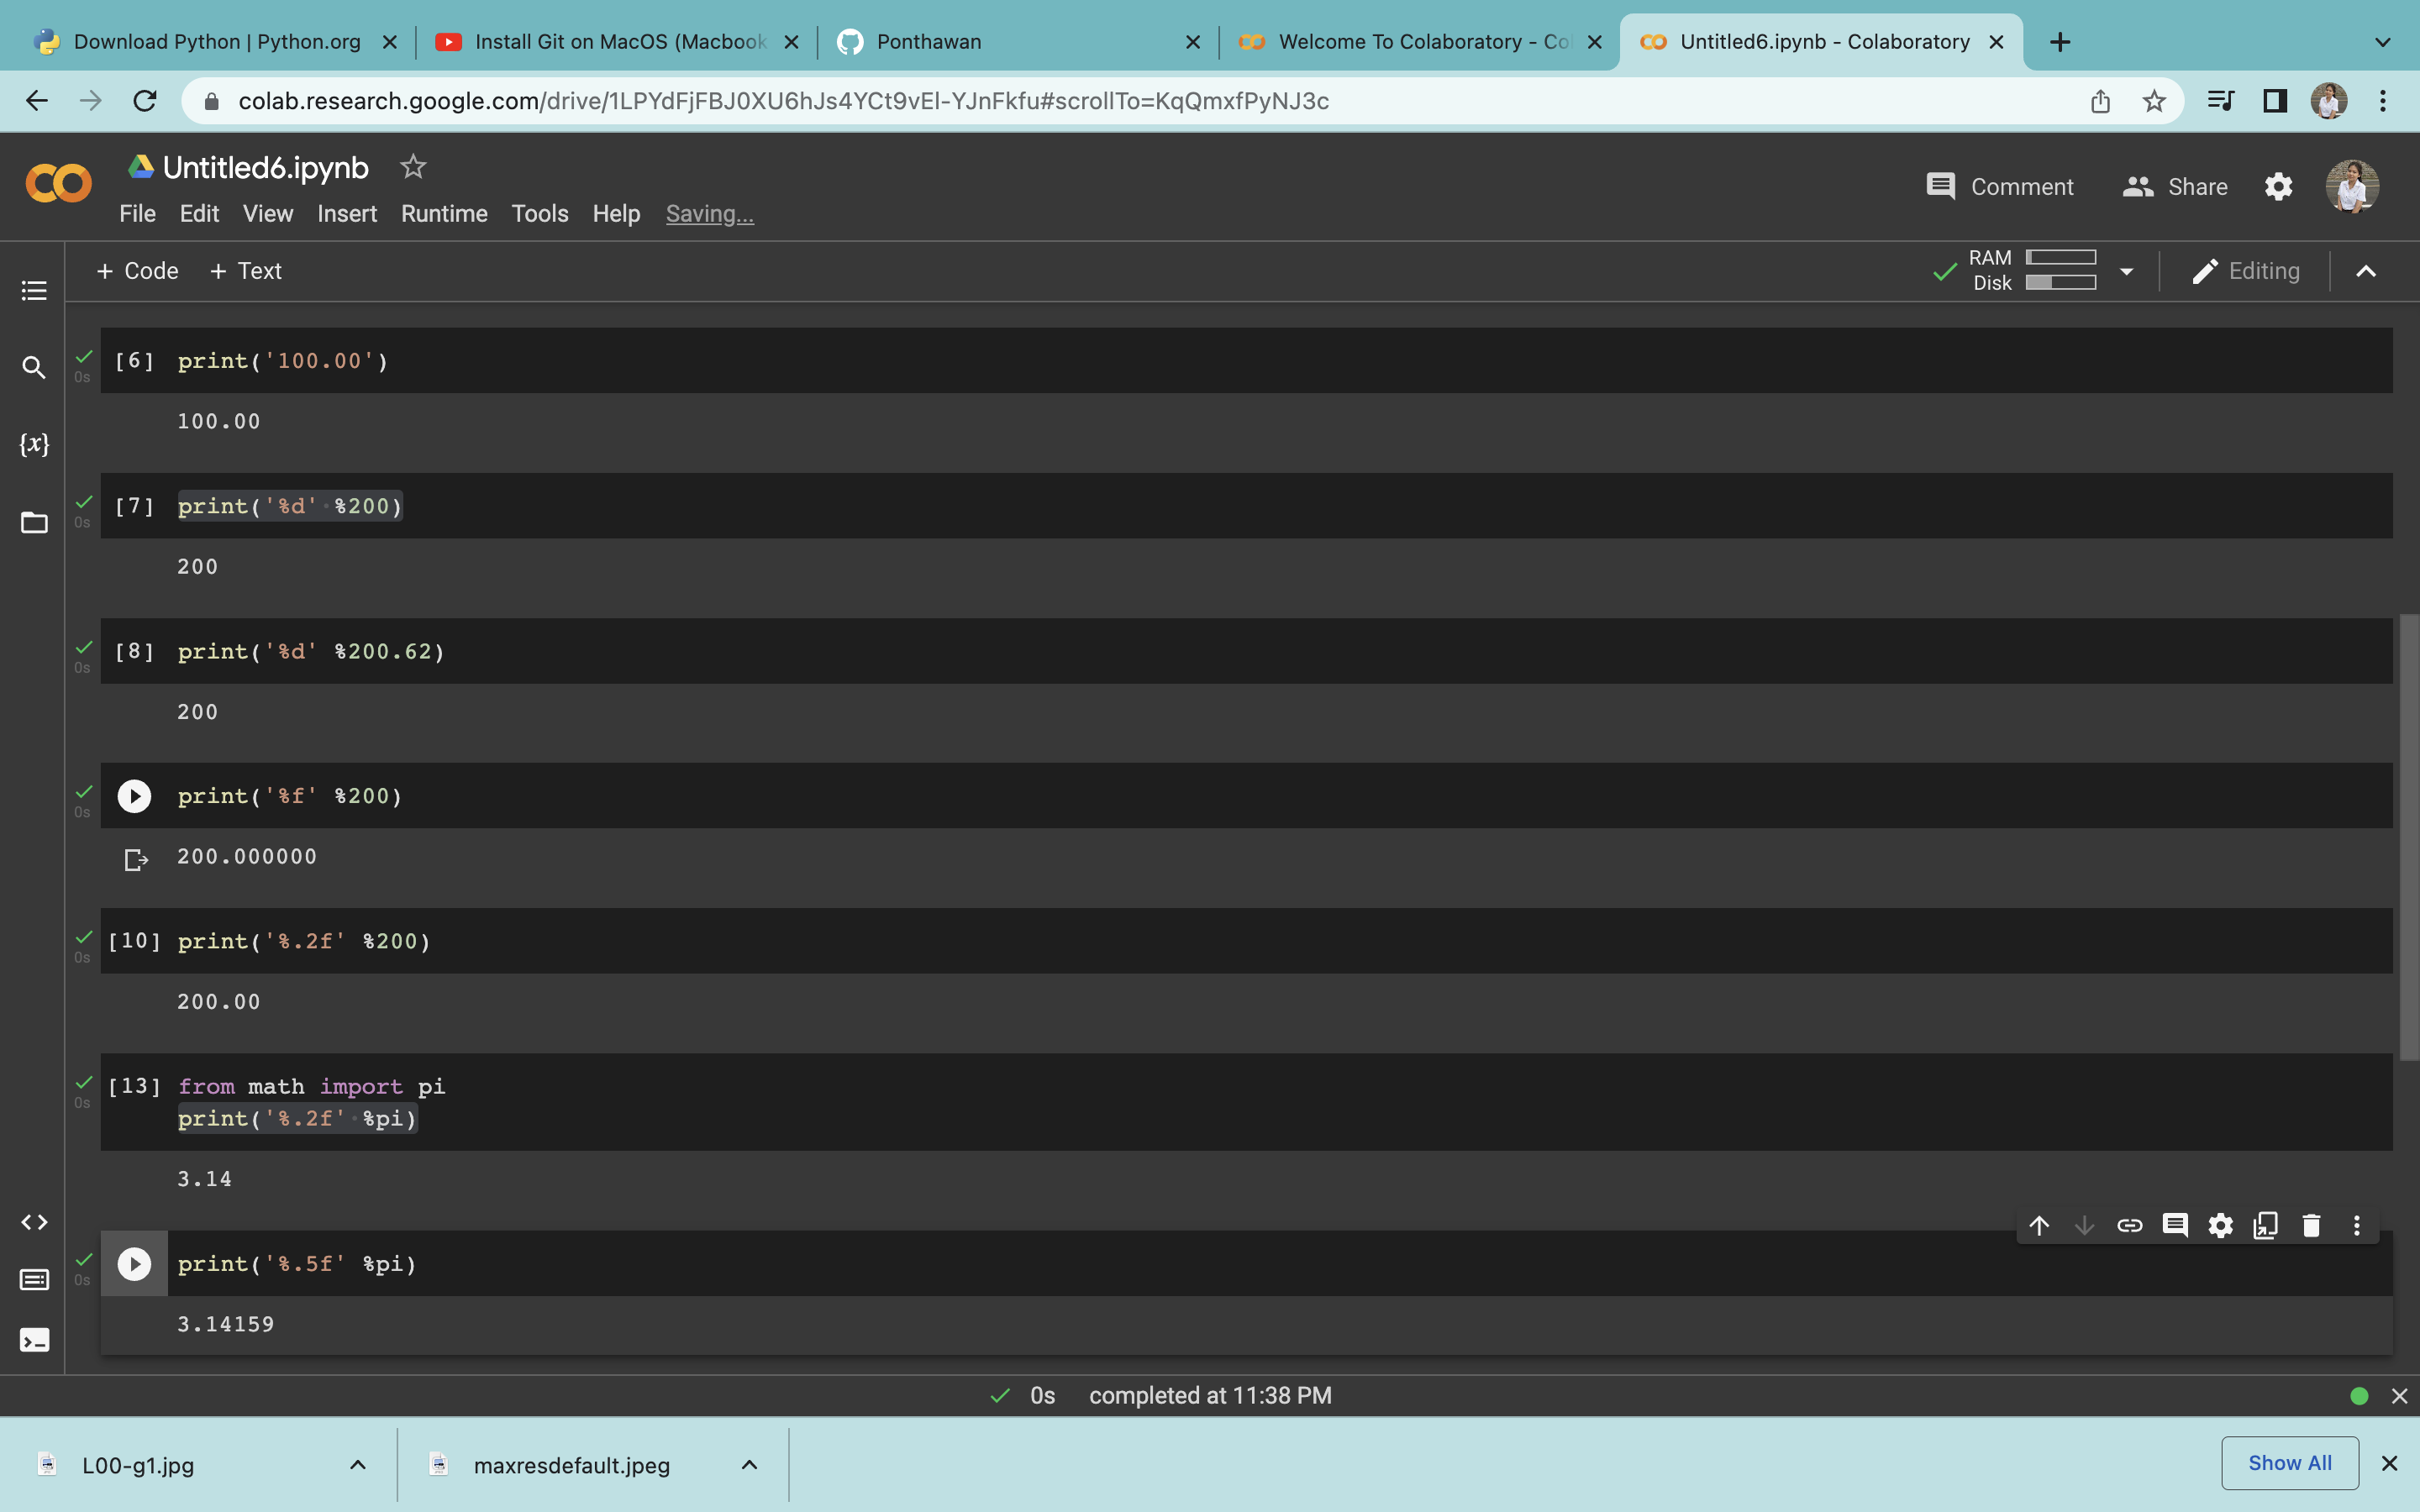 Download Python | Python.org
Install Git on MacOS (Macbook
Ponthawan
Welcome To Colaboratory - Co
Untitled6.ipynb - Colaboratory
colab.research.google.com/drive/1LPYdFjFBJ0XU6hJs4YCt9vEl-YJnFkfu#scrollTo=KqQmxfPyNJ3c
Untitled6.ipynb
File Edit View Insert Runtime Tools Help Saving...
Comment Share
+ Code + Text
RAM
Disk
Editing
{x}
[6] print('100.00')
0s
100.00
[7] print('%d' %200)
0s
200
[8] print('%d' %200.62)
0s
200
print('%f' %200)
0s
200.000000
[10] print('%.2f' %200)
0s
200.00
[13] from math import pi
0s
print('%.2f' %pi)
3.14
print('%.5f' %pi)
0s
3.14159
0s completed at 11:38 PM
L00-g1.jpg
maxresdefault.jpeg
Show All